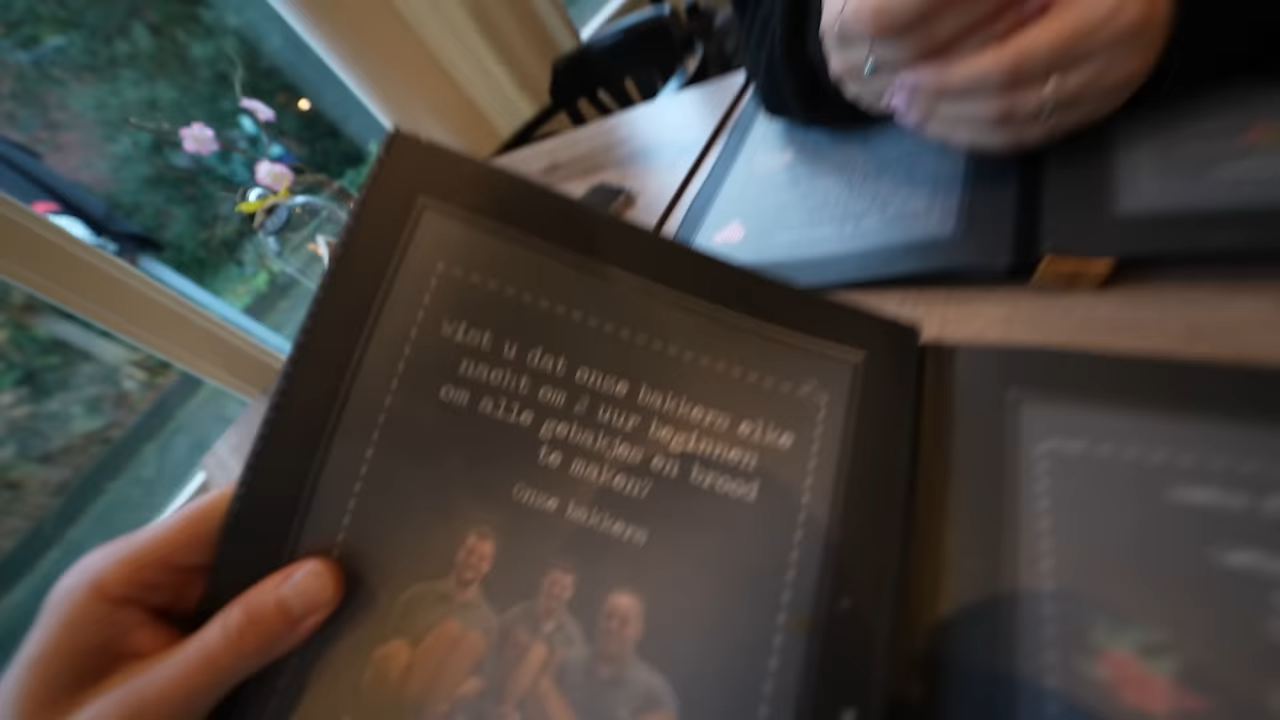 Wist u dat onze bakkers elke
nacht om 2 uur beginnen
om alle gebakjes en brood
te maken?
Onze bakkers